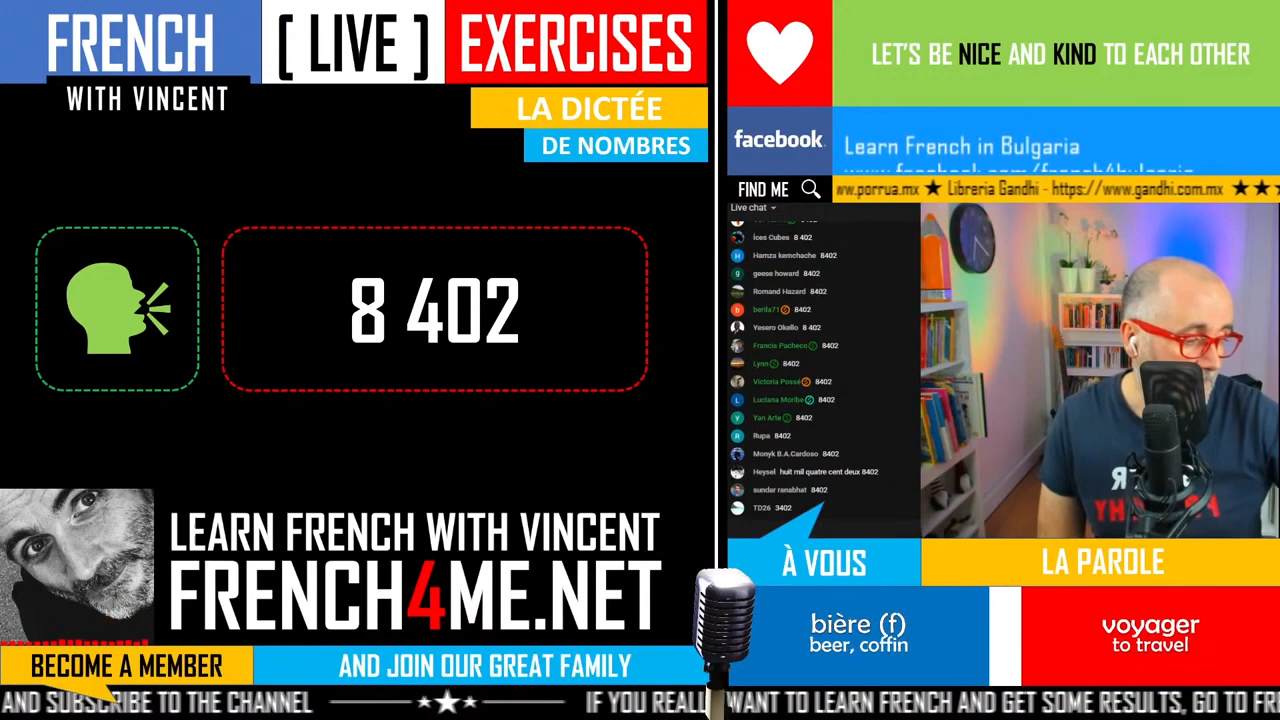 FRENCH
WITH VINCENT
[ LIVE ]
EXERCISES
LA DICTÉE
DE NOMBRES
8 402
LEARN FRENCH WITH VINCENT
FRENCH4ME.NET
BECOME A MEMBER
AND JOIN OUR GREAT FAMILY
LET'S BE NICE AND KIND TO EACH OTHER
facebook.
Learn French in Bulgaria
FIND ME
ww.porrua.mx ★ Libreria Gandhi - https://www.gandhi.com.mx ★ ★ ★
Live chat
Ices Cubes 8 402
Hamza kemchache 8402
geese howard 8402
Romand Hazard 8402
berila71 8402
Yesero Okello 8 402
Francis Pacheco 8402
Lynn 8402
Victoria Possé 8402
Luciana Moribe 8402
Yan Arte 8402
Rupa 8402
Monyk B.A.Cardoso 8402
Heysel huit mil quatre cent deux 8402
sundar ranabhat 8402
TD26 3402
À VOUS
LA PAROLE
bière (f)
beer, coffin
voyager
to travel
AND SUBSCRIBE TO THE CHANNEL ★ ★ ★ IF YOU REALL WANT TO LEARN FRENCH AND GET SOME RESULTS, GO TO FR